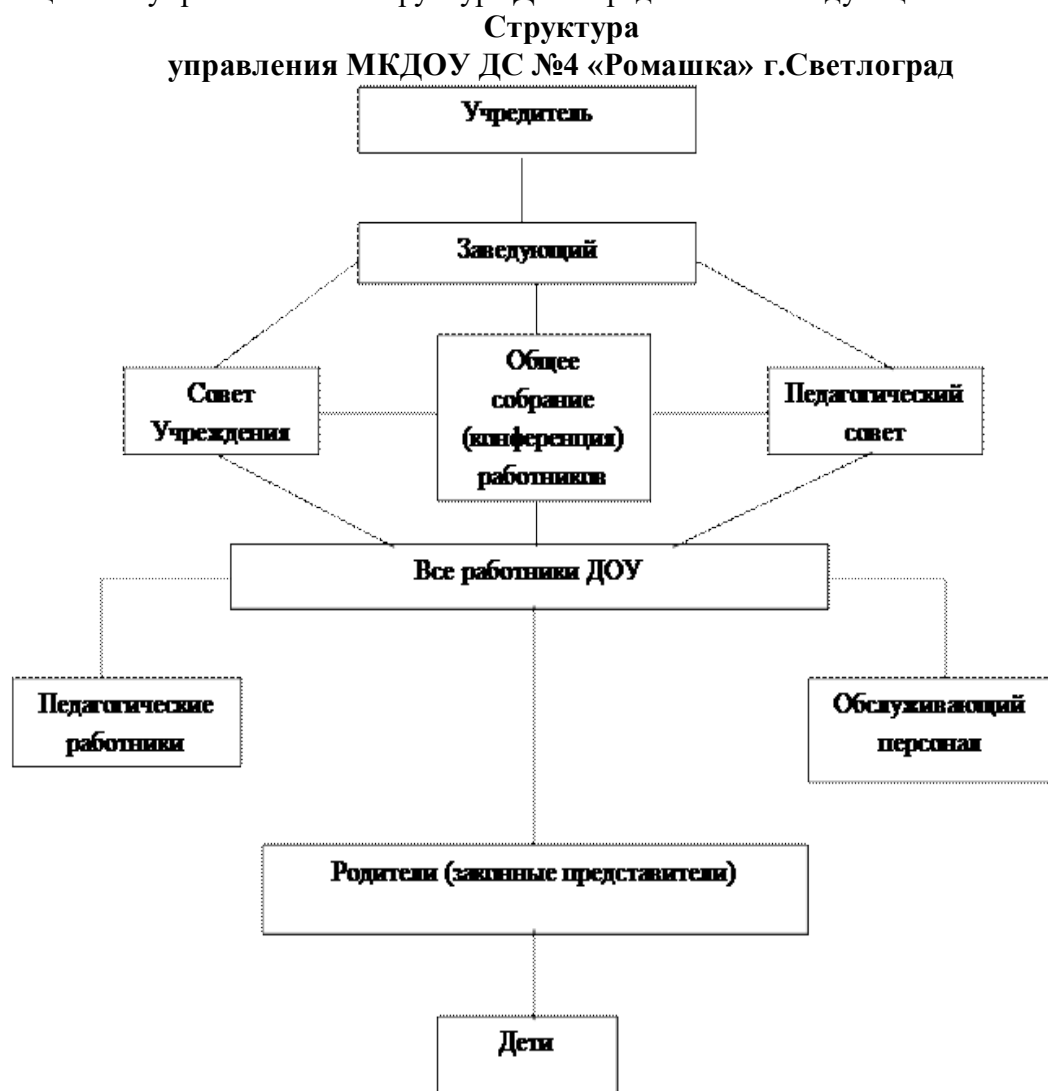 Структура
управления МКДОУ ДС №4 «Ромашка» г.Светлоград
Учредитель
Заведующий
Общее
собрание
(конференция)
работников
Совет
Учреждения
Педагогический
совет
Все работники ДОУ
Педагогические
работники
Обслуживающий
персонал
Родители (законные представители)
Дети